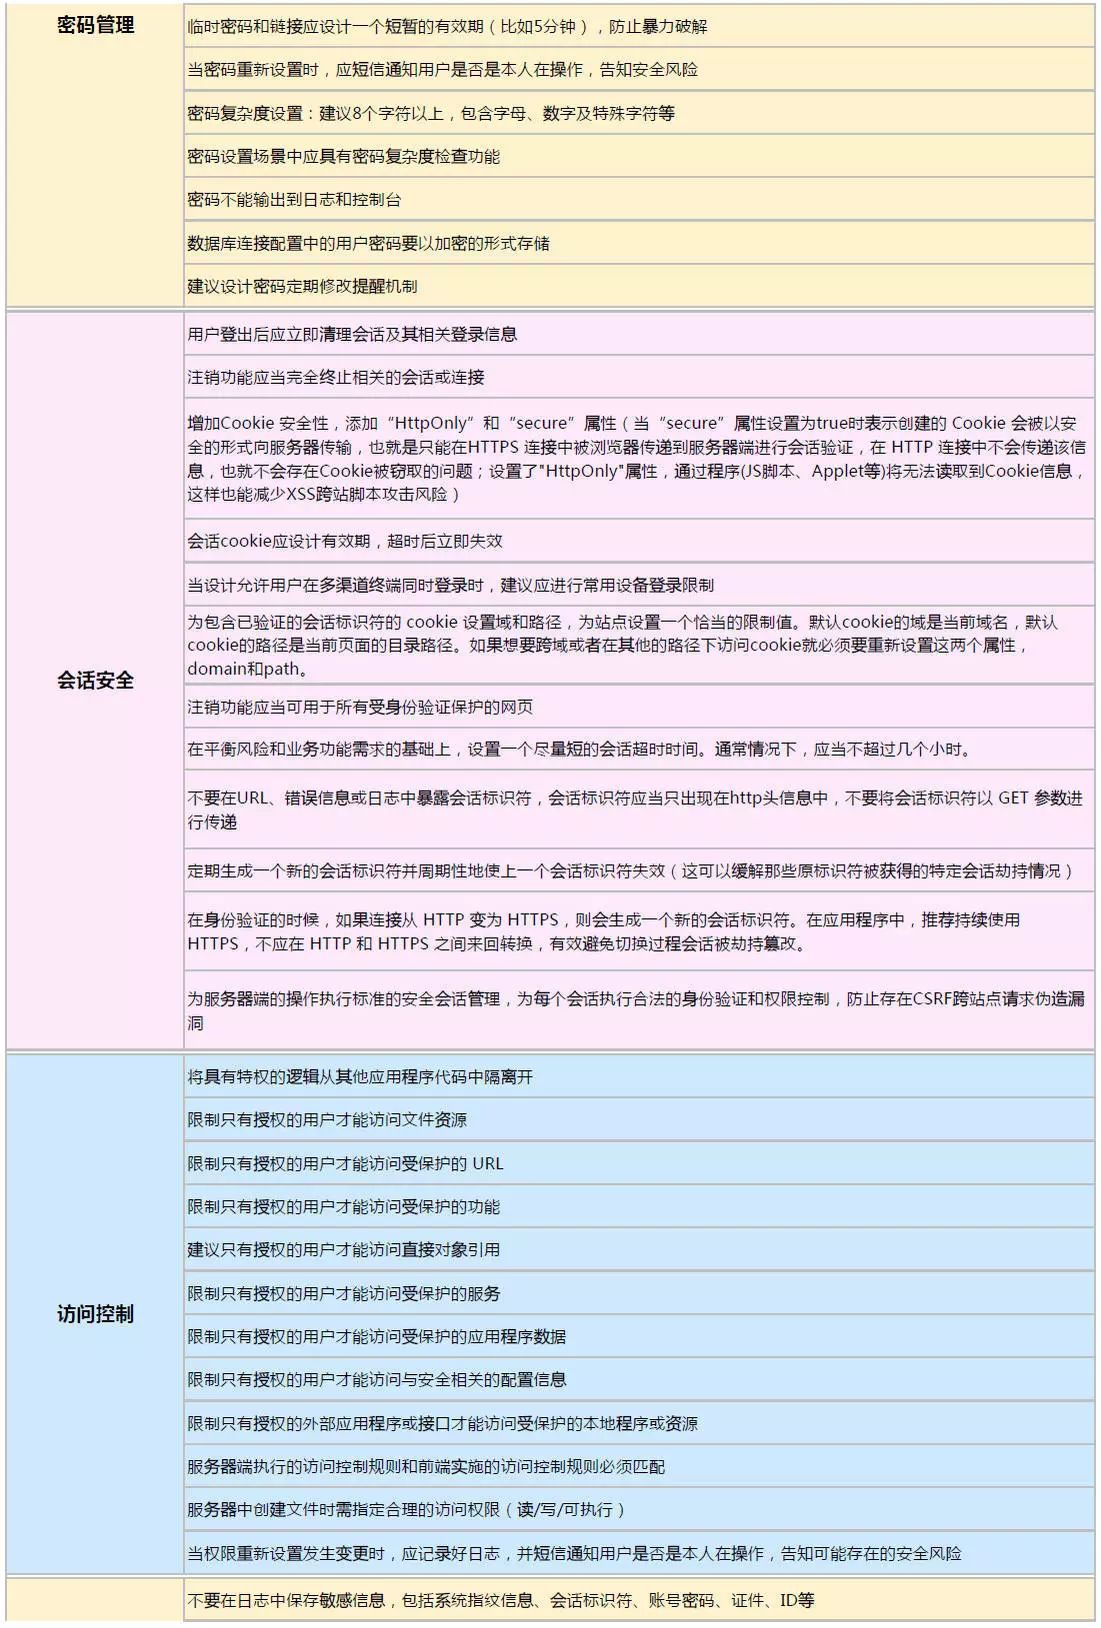 密码管理
临时密码和链接应设计一个短暂的有效期（比如5分钟），防止暴力破解
当密码重新设置时，应短信通知用户是否是本人在操作，告知安全风险
密码复杂度设置：建议8个字符以上，包含字母、数字及特殊字符等
密码设置场景中应具有密码复杂度检查功能
密码不能输出到日志和控制台
数据库连接配置中的用户密码要以加密的形式存储
建议设计密码定期修改提醒机制
会话安全
用户登出后应立即清理会话及其相关登录信息
注销功能应当完全终止相关的会话或连接
增加Cookie 安全性，添加“HttpOnly”和“secure”属性（当“secure”属性设置为true时表示创建的 Cookie 会被以安
全的形式向服务器传输，也就是只能在HTTPS 连接中被浏览器传递到服务器端进行会话验证，在 HTTP 连接中不会传递该信
息，也就不会存在Cookie被窃取的问题；设置了"HttpOnly"属性，通过程序(JS脚本、Applet等)将无法读取到Cookie信息，
这样也能减少XSS跨站脚本攻击风险）
会话cookie应设计有效期，超时后立即失效
当设计允许用户在多渠道终端同时登录时，建议应进行常用设备登录限制
为包含已验证的会话标识符的 cookie 设置域和路径，为站点设置一个恰当的限制值。默认cookie的域是当前域名，默认
cookie的路径是当前页面的目录路径。如果想要跨域或者在其他的路径下访问cookie就必须要重新设置这两个属性，
domain和path。
注销功能应当可用于所有受身份验证保护的网页
在平衡风险和业务功能需求的基础上，设置一个尽量短的会话超时时间。通常情况下，应当不超过几个小时。
不要在URL、错误信息或日志中暴露会话标识符，会话标识符应当只出现在http头信息中，不要将会话标识符以 GET 参数进
行传递
定期生成一个新的会话标识符并周期性地使上一个会话标识符失效（这可以缓解那些原标识符被获得的特定会话劫持情况）
在身份验证的时候，如果连接从 HTTP 变为 HTTPS，则会生成一个新的会话标识符。在应用程序中，推荐持续使用
HTTPS，不应在 HTTP 和 HTTPS 之间来回转换，有效避免切换过程会话被劫持篡改。
为服务器端的操作执行标准的安全会话管理，为每个会话执行合法的身份验证和权限控制，防止存在CSRF跨站点请求伪造漏
洞
访问控制
将具有特权的逻辑从其他应用程序代码中隔离开
限制只有授权的用户才能访问文件资源
限制只有授权的用户才能访问受保护的 URL
限制只有授权的用户才能访问受保护的功能
建议只有授权的用户才能访问直接对象引用
限制只有授权的用户才能访问受保护的服务
限制只有授权的用户才能访问受保护的应用程序数据
限制只有授权的用户才能访问与安全相关的配置信息
限制只有授权的外部应用程序或接口才能访问受保护的本地程序或资源
服务器端执行的访问控制规则和前端实施的访问控制规则必须匹配
服务器中创建文件时需指定合理的访问权限（读/写/可执行）
当权限重新设置发生变更时，应记录好日志，并短信通知用户是否是本人在操作，告知可能存在的安全风险
不要在日志中保存敏感信息，包括系统指纹信息、会话标识符、账号密码、证件、ID等